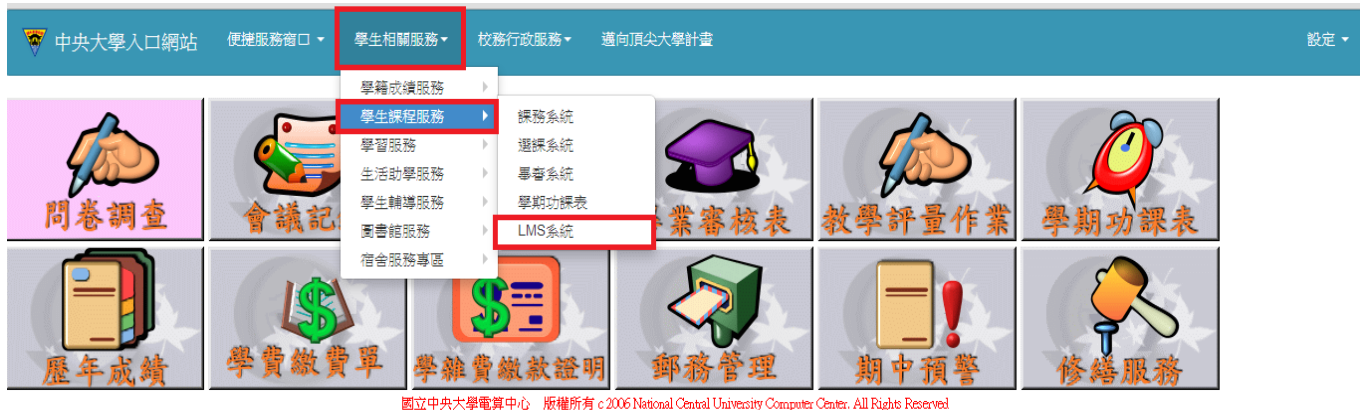 中央大學入口網站 便捷服務窗口 學生相關服務 校務行政服務 邁向頂尖大學計畫 設定
學籍成績服務
學生課程服務
學習服務
生活助學服務
學生輔導服務
圖書館服務
宿舍服務專區
課務系統
選課系統
畢審系統
學期功課表
LMS系統
問卷調查 會議記 業審核表 教學評量作業 學期功課表
歷年成績 學費繳費單 學雜費繳款證明 郵務管理 期中預警 修繕服務
國立中央大學電算中心 版權所有 c 2006 National Central University Computer Center. All Rights Reserved